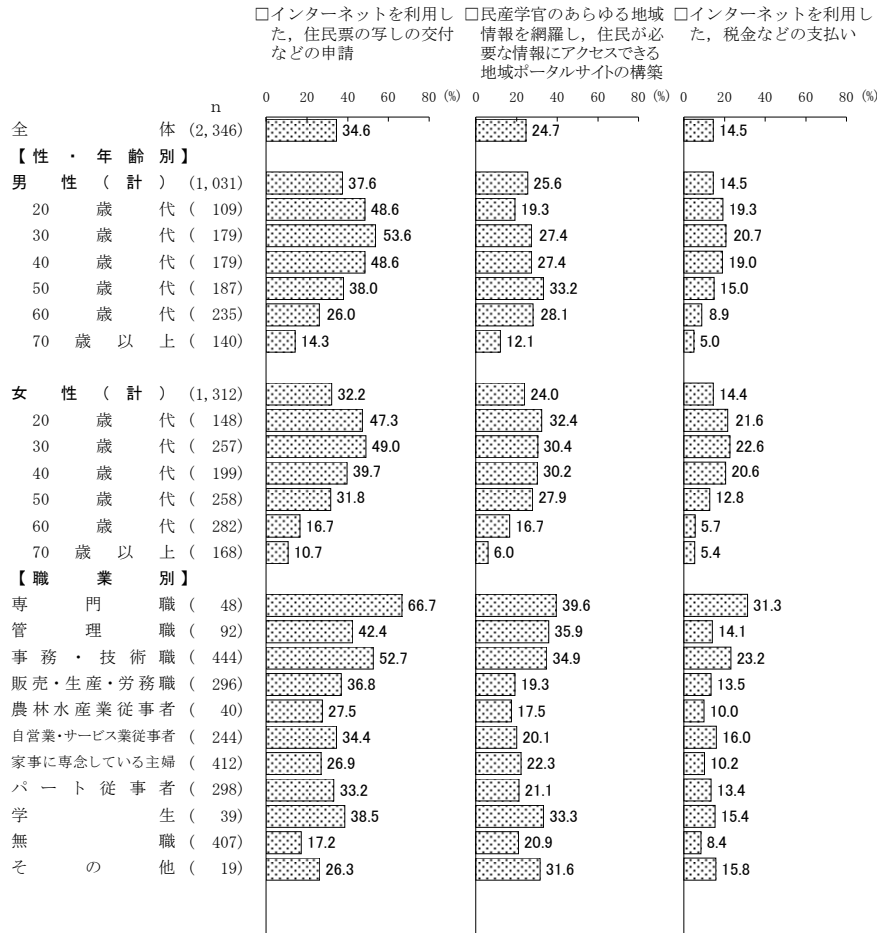 □インターネットを利用し
た，住民票の写しの交付
などの申請
□民産学官のあらゆる地域
情報を網羅し，住民が必
要な情報にアクセスできる
地域ポータルサイトの構築
□インターネットを利用し
た，税金などの支払い
n 0 20 40 60 80 (%) 0 20 40 60 80 (%) 0 20 40 60 80 (%)
全体 (2,346) 34.6 24.7 14.5
【性・年齢別】
男性（計） (1,031) 37.6 25.6 14.5
20歳代 ( 109) 48.6 19.3 19.3
30歳代 ( 179) 53.6 27.4 20.7
40歳代 ( 179) 48.6 27.4 19.0
50歳代 ( 187) 38.0 33.2 15.0
60歳代 ( 235) 26.0 28.1 8.9
70歳以上 ( 140) 14.3 12.1 5.0
女性（計） (1,312) 32.2 24.0 14.4
20歳代 ( 148) 47.3 32.4 21.6
30歳代 ( 257) 49.0 30.4 22.6
40歳代 ( 199) 39.7 30.2 20.6
50歳代 ( 258) 31.8 27.9 12.8
60歳代 ( 282) 16.7 16.7 5.7
70歳以上 ( 168) 10.7 6.0 5.4
【職業別】
専門職 ( 48) 66.7 39.6 31.3
管理職 ( 92) 42.4 35.9 14.1
事務・技術職 ( 444) 52.7 34.9 23.2
販売・生産・労務職 ( 296) 36.8 19.3 13.5
農林水産業従事者 ( 40) 27.5 17.5 10.0
自営業・サービス業従事者 ( 244) 34.4 20.1 16.0
家事に専念している主婦 ( 412) 26.9 22.3 10.2
パート従事者 ( 298) 33.2 21.1 13.4
学生 ( 39) 38.5 33.3 15.4
無職 ( 407) 17.2 20.9 8.4
その他 ( 19) 26.3 31.6 15.8